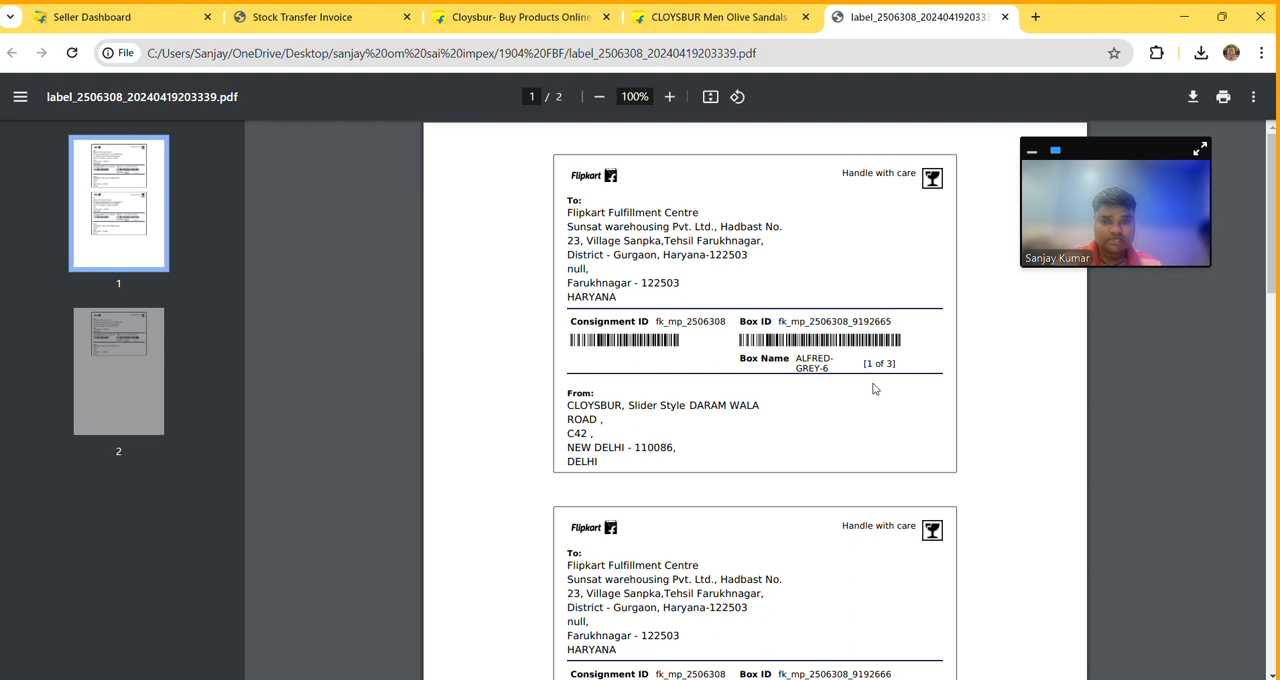 Seller Dashboard
Stock Transfer Invoice
Cloysbur- Buy Products Online
CLOYSBUR Men Olive Sandals
label_2506308_20240419203339
File
C:/Users/Sanjay/OneDrive/Desktop/sanjay%20om%20sai%20impex/1904%20FBF/label_2506308_20240419203339.pdf
label_2506308_20240419203339.pdf
1 / 2
100%
1
2
Flipkart
Handle with care
To:
Flipkart Fulfillment Centre
Sunsat warehousing Pvt. Ltd., Hadbast No.
23, Village Sanpka,Tehsil Farukhnagar,
District - Gurgaon, Haryana-122503
null,
Farukhnagar - 122503
HARYANA
Consignment ID fk_mp_2506308 Box ID fk_mp_2506308_9192665
Box Name ALFRED-
GREY-6
[1 of 3]
From:
CLOYSBUR, Slider Style DARAM WALA
ROAD ,
C42 ,
NEW DELHI - 110086,
DELHI
Flipkart
Handle with care
To:
Flipkart Fulfillment Centre
Sunsat warehousing Pvt. Ltd., Hadbast No.
23, Village Sanpka,Tehsil Farukhnagar,
District - Gurgaon, Haryana-122503
null,
Farukhnagar - 122503
HARYANA
Consignment ID fk_mp_2506308 Box ID fk_mp_2506308_9192666
Sanjay Kumar